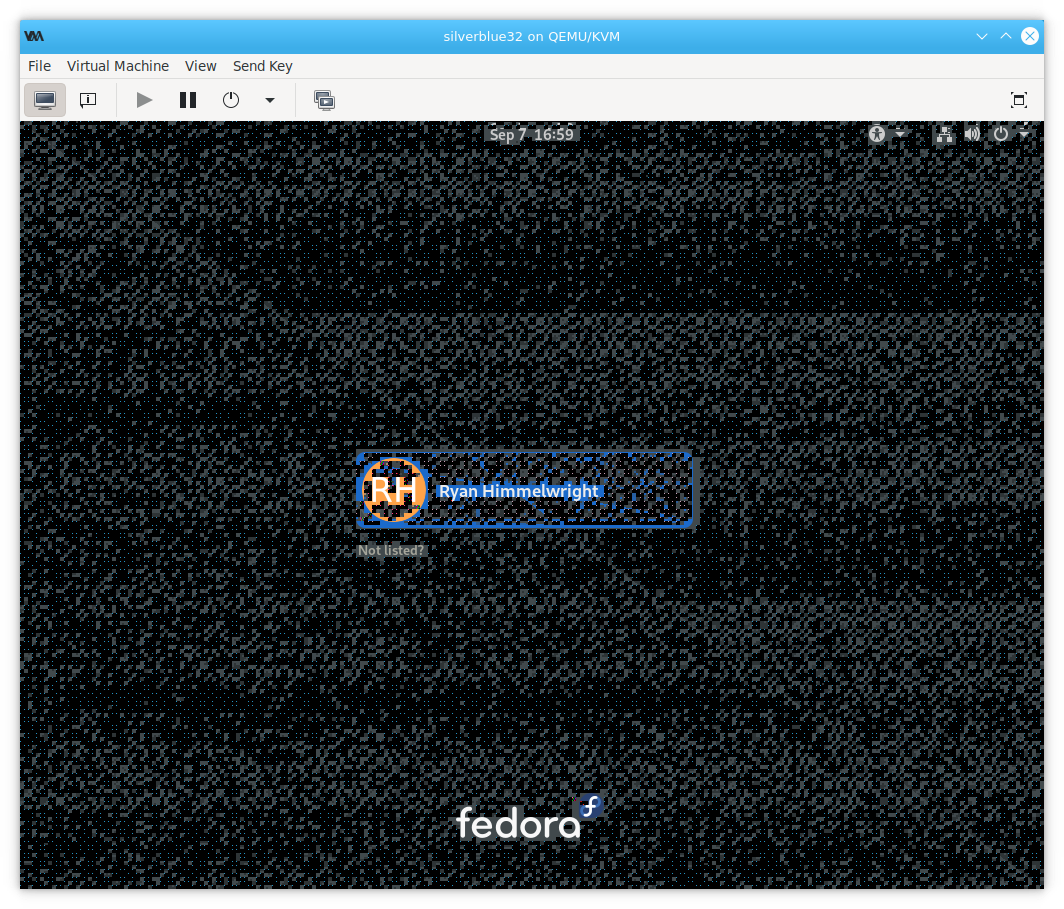 silverblue32 on QEMU/KVM
File Virtual Machine View Send Key
Sep 7 16:59
RH Ryan Himmelwright
Not listed?
fedora